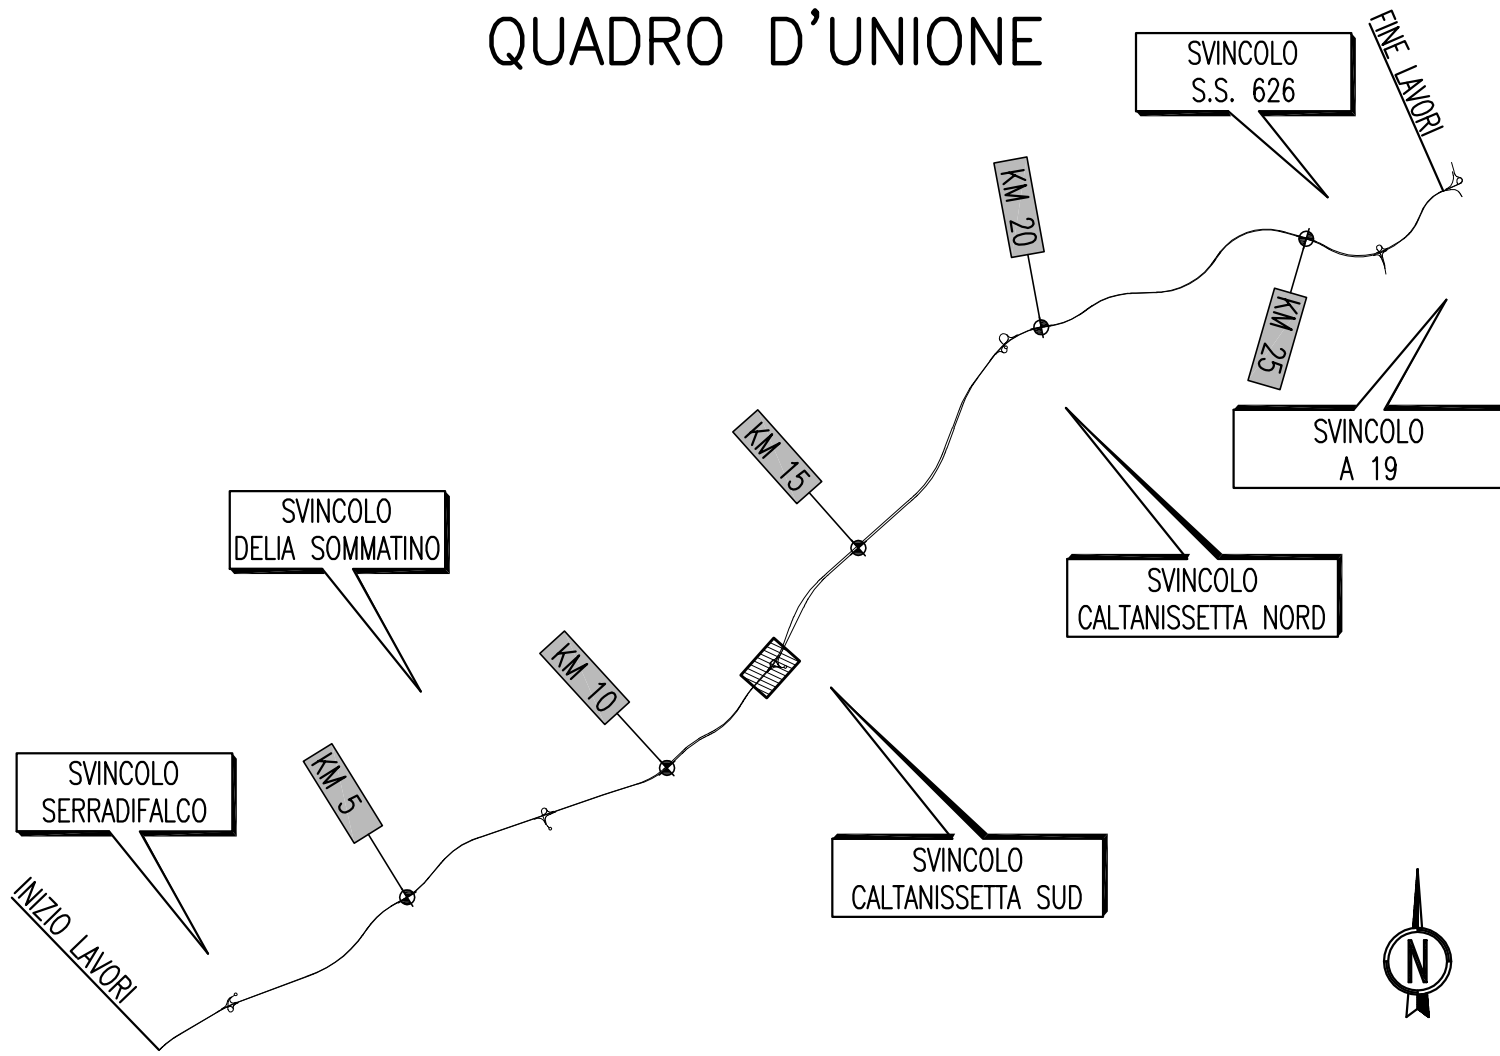 QUADRO D'UNIONE
SVINCOLO
S.S. 626
FINE LAVORI
KM 20
KM 25
SVINCOLO
A 19
KM 15
SVINCOLO
DELIA SOMMATINO
SVINCOLO
CALTANISSETTA NORD
KM 10
KM 5
SVINCOLO
SERRADIFALCO
SVINCOLO
CALTANISSETTA SUD
INIZIO LAVORI
N